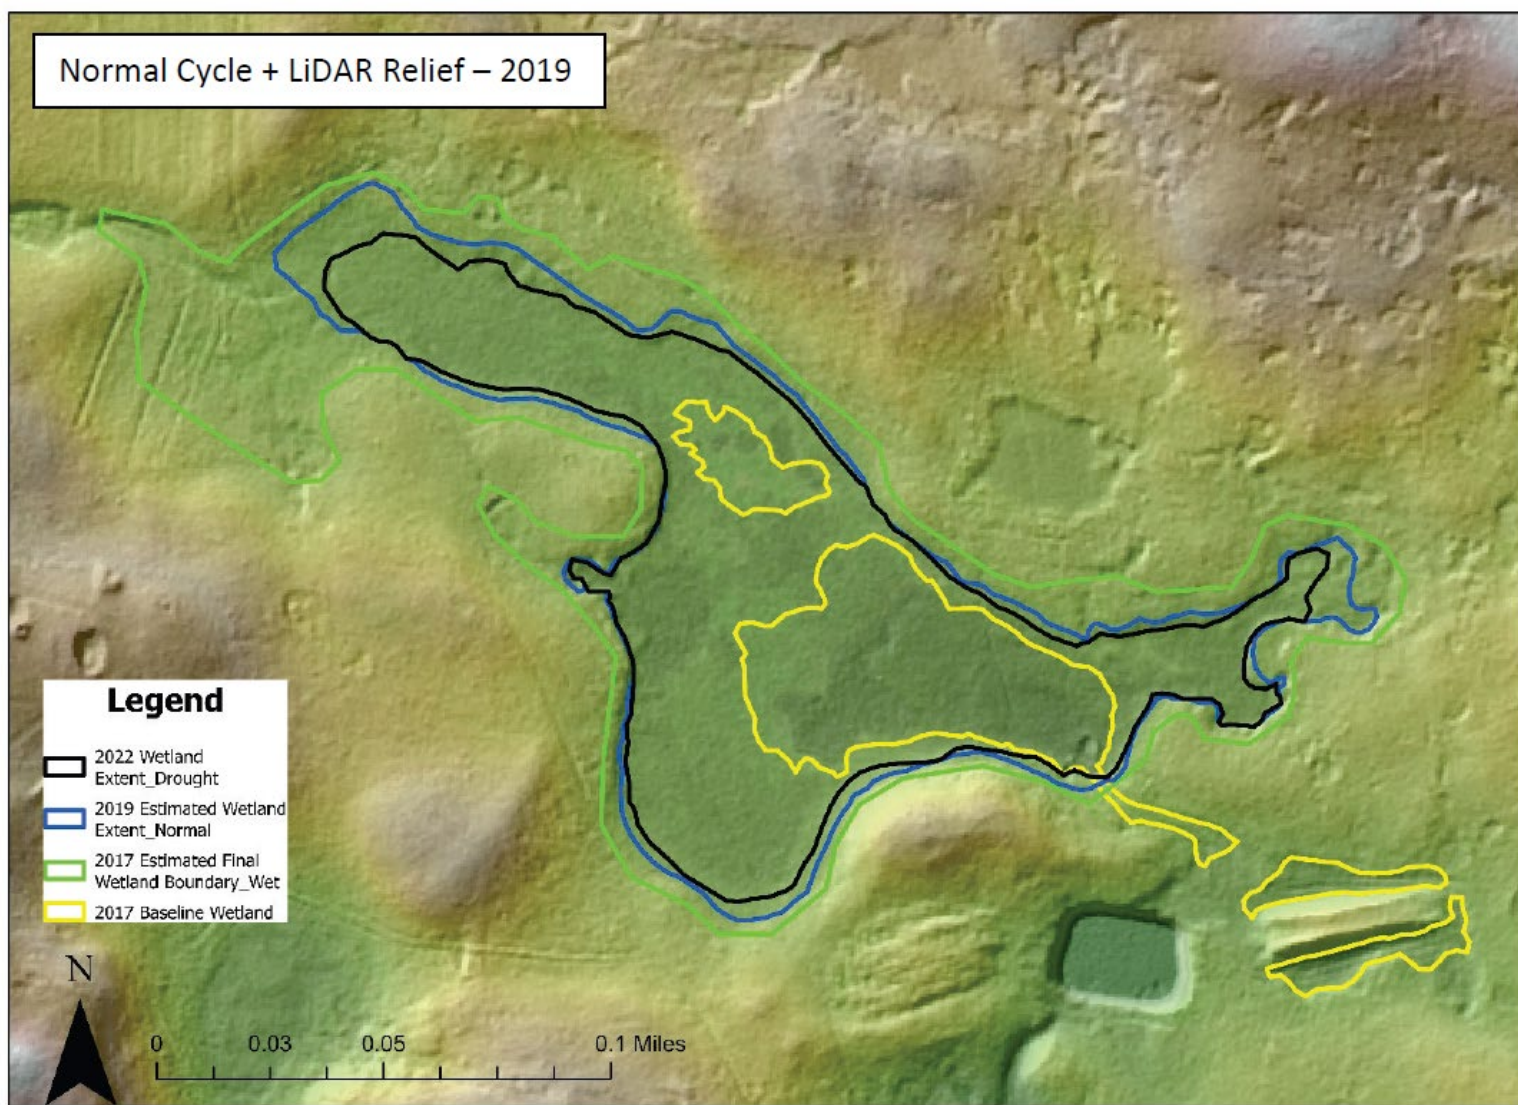 Normal Cycle + LiDAR Relief – 2019
Legend
2022 Wetland
Extent_Drought
2019 Estimated Wetland
Extent_Normal
2017 Estimated Final
Wetland Boundary_Wet
2017 Baseline Wetland
N
0 0.03 0.05 0.1 Miles